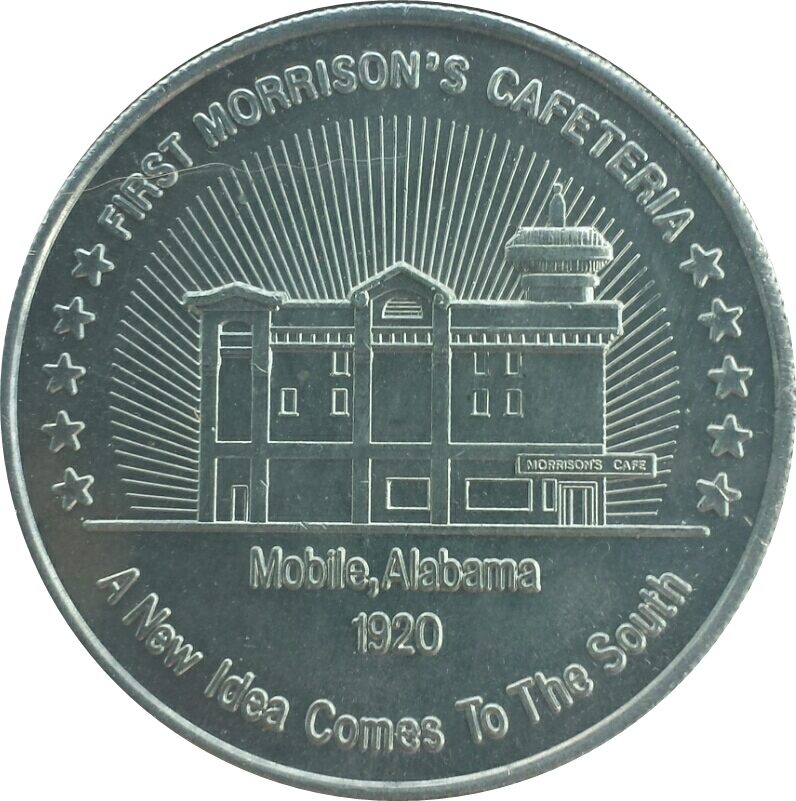 FIRST MORRISON'S CAFETERIA
MORRISON'S CAFE
Mobile, Alabama
1920
A New Idea Comes To The South